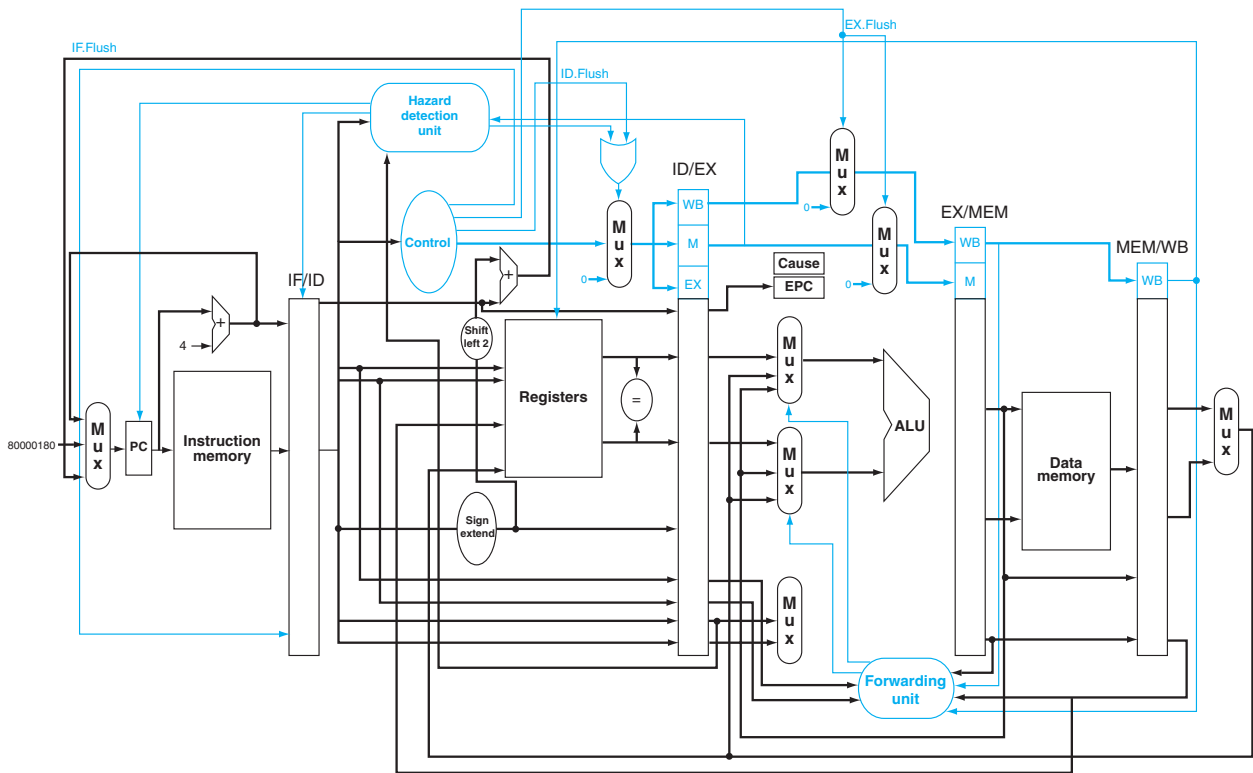 EX.Flush
IF.Flush
ID.Flush
Hazard
detection
unit
M
u
x
ID/EX
WB
0
M
u
x
EX/MEM
Control
M
u
x
WB
MEM/WB
M
0
EX
Cause
EPC
0
M
WB
IF/ID
+
Shift
left 2
+
4
M
u
x
Registers
=
ALU
M
u
x
80000180
M
u
x
PC
Instruction
memory
M
u
x
Data
memory
Sign
extend
M
u
x
Forwarding
unit